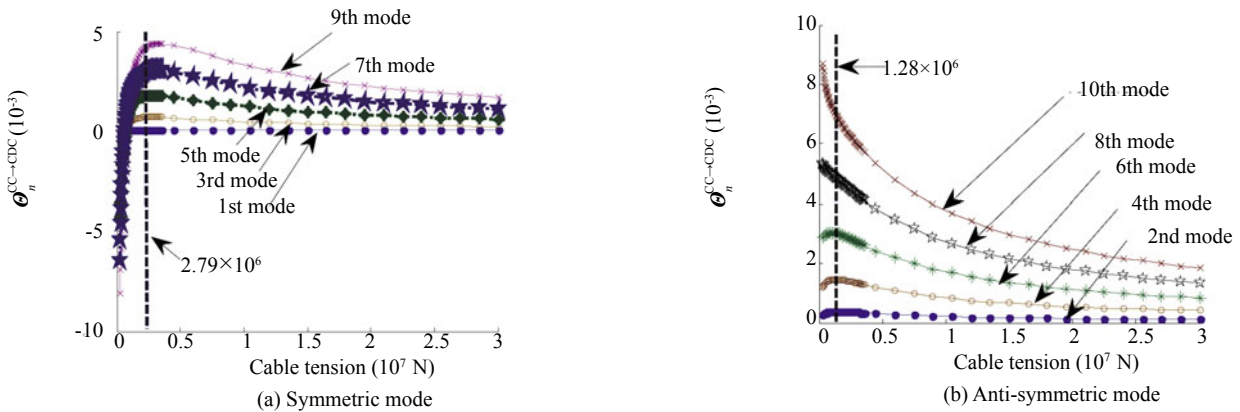 5
0
-5
-10
Θₙ^CC→CDC (10⁻³)
9th mode
7th mode
5th mode
3rd mode
1st mode
2.79×10⁶
0 0.5 1 1.5 2 2.5 3
Cable tension (10⁷ N)
(a) Symmetric mode
10
8
6
4
2
0
Θₙ^CC→CDC (10⁻³)
1.28×10⁶
10th mode
8th mode
6th mode
4th mode
2nd mode
0 0.5 1 1.5 2 2.5 3
Cable tension (10⁷ N)
(b) Anti-symmetric mode